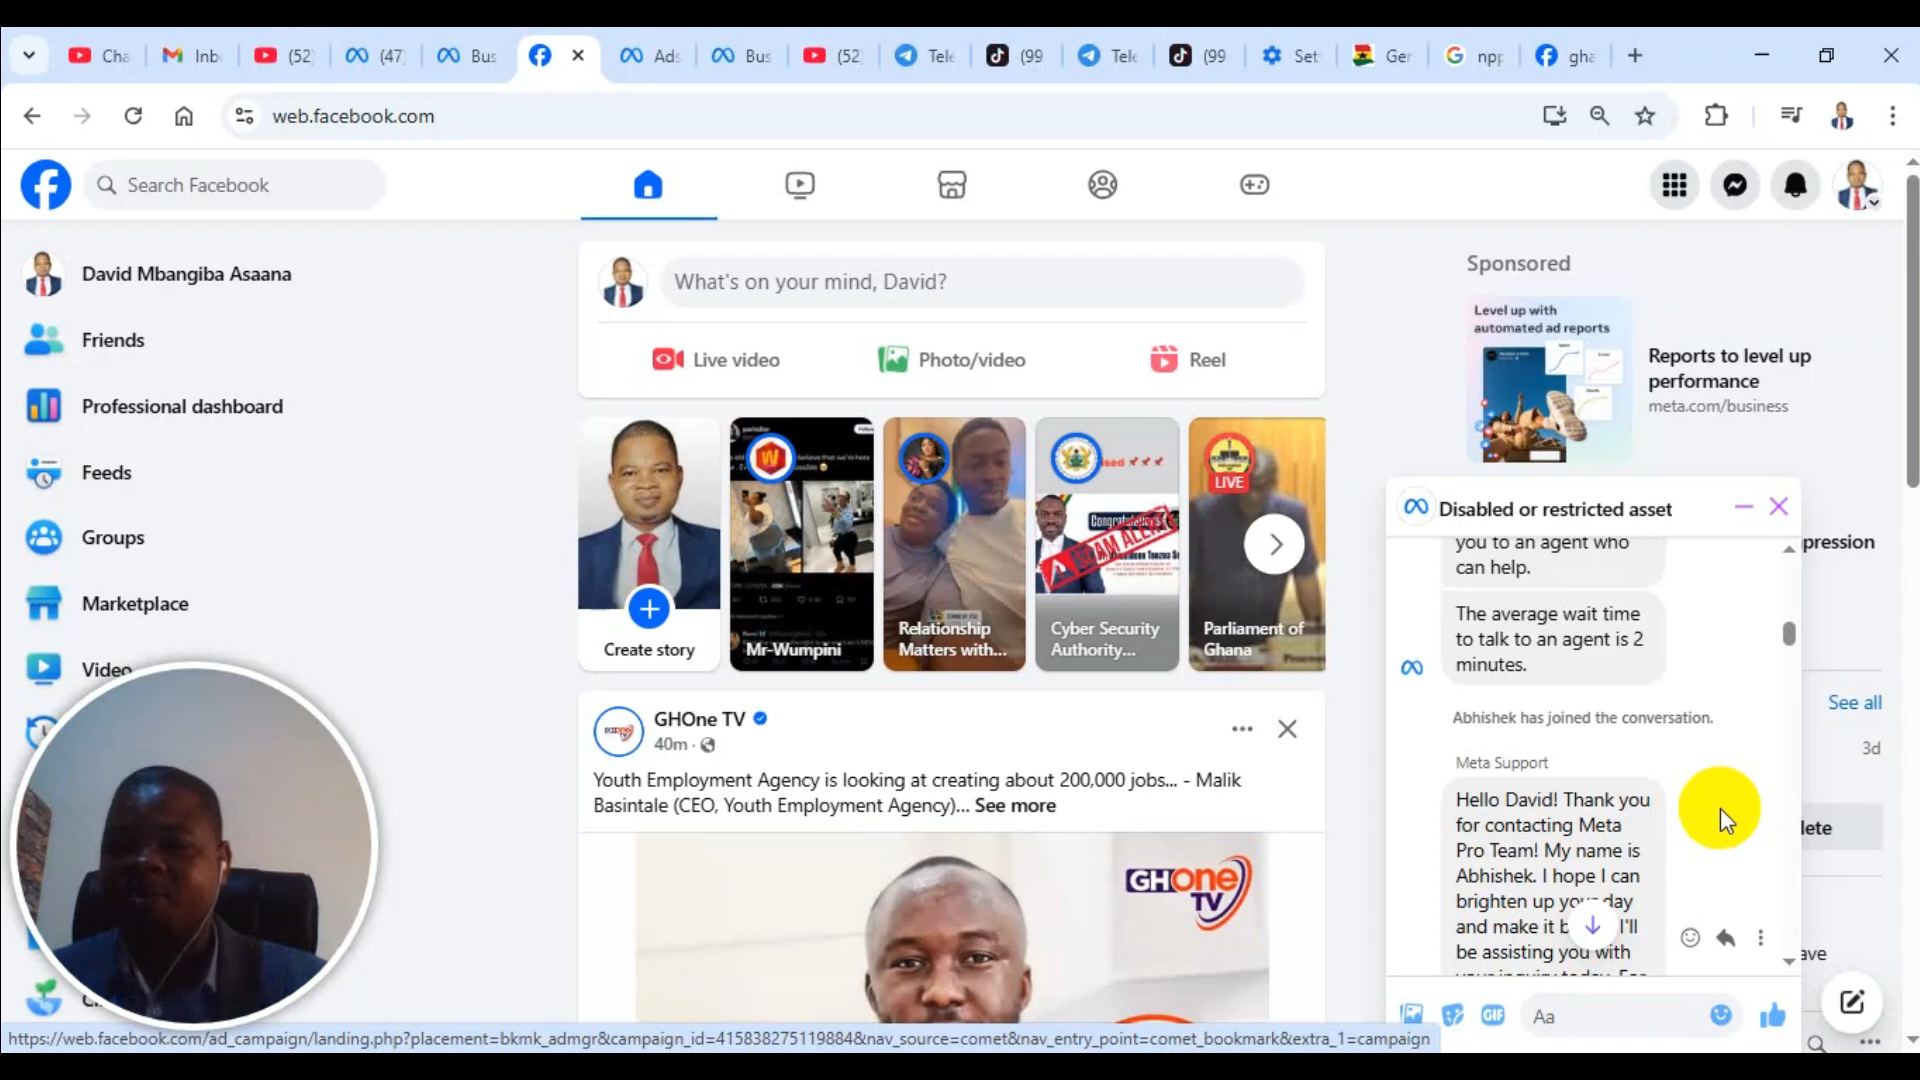 Cha
Inb
(52
(47)
Bus
Ads
Bus
(52
Tele
(99
Tele
(99
Set
Ger
npp
gha
web.facebook.com
Search Facebook
David Mbangiba Asaana
Friends
Professional dashboard
Feeds
Groups
Marketplace
Video
What's on your mind, David?
Live video
Photo/video
Reel
Create story
Mr-Wumpini
Relationship
Matters with...
Congratulations
SCAM ALERT
Cyber Security
Authority...
LIVE
Parliament of
Ghana
GHOne TV
40m
Youth Employment Agency is looking at creating about 200,000 jobs... - Malik
Basintale (CEO, Youth Employment Agency)... See more
GHOne
TV
Sponsored
Level up with
automated ad reports
Reports to level up
performance
meta.com/business
Disabled or restricted asset
you to an agent who
can help.
The average wait time
to talk to an agent is 2
minutes.
Abhishek has joined the conversation.
Meta Support
Hello David! Thank you
for contacting Meta
Pro Team! My name is
Abhishek. I hope I can
brighten up your day
and make it b I'll
be assisting you with
your inquiry today. For
GIF
Aa
pression
See all
3d
lete
ave
https://web.facebook.com/ad_campaign/landing.php?placement=bkmk_admgr&campaign_id=415838275119884&nav_source=comet&nav_entry_point=comet_bookmark&extra_1=campaign